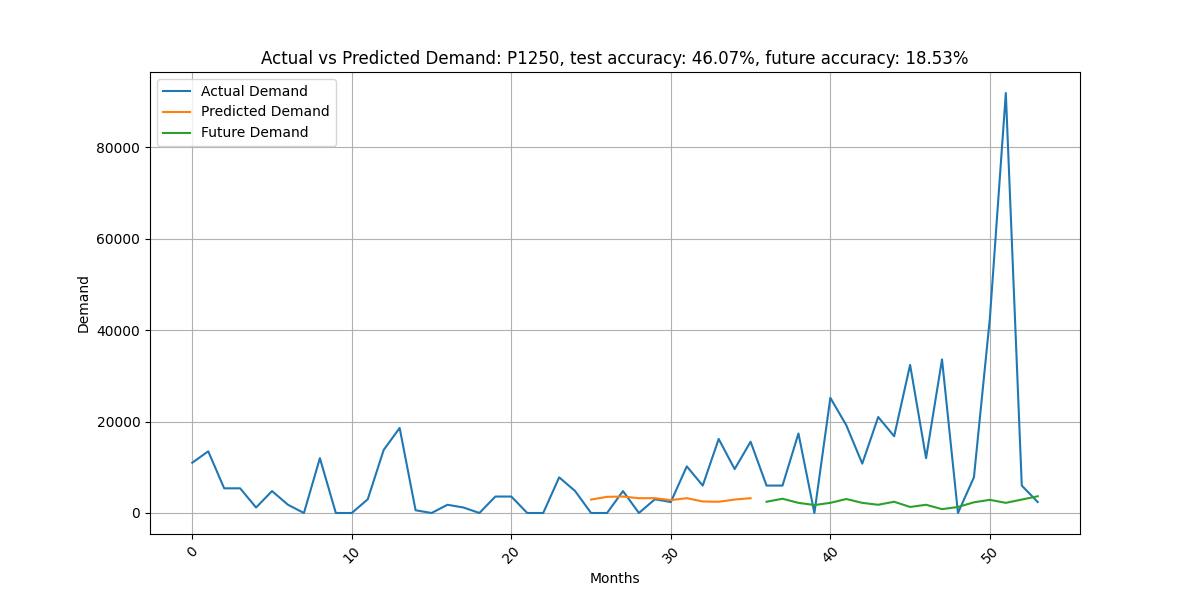 Actual vs Predicted Demand: P1250, test accuracy: 46.07%, future accuracy: 18.53%
Actual Demand
Predicted Demand
Future Demand
80000
60000
40000
20000
0
Demand
0
10
20
30
40
50
Months